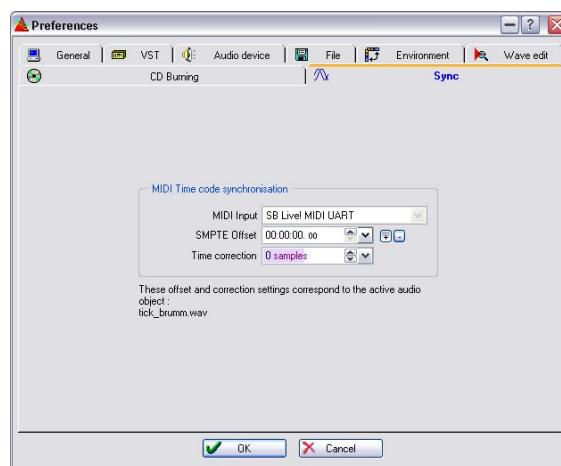 Preferences
General VST Audio device File Environment Wave edit
CD Burning Sync
MIDI Time code synchronisation
MIDI Input SB Live! MIDI UART
SMPTE Offset 00:00:00. 00
Time correction 0 samples
These offset and correction settings correspond to the active audio
object :
tick_brumm.wav
OK Cancel